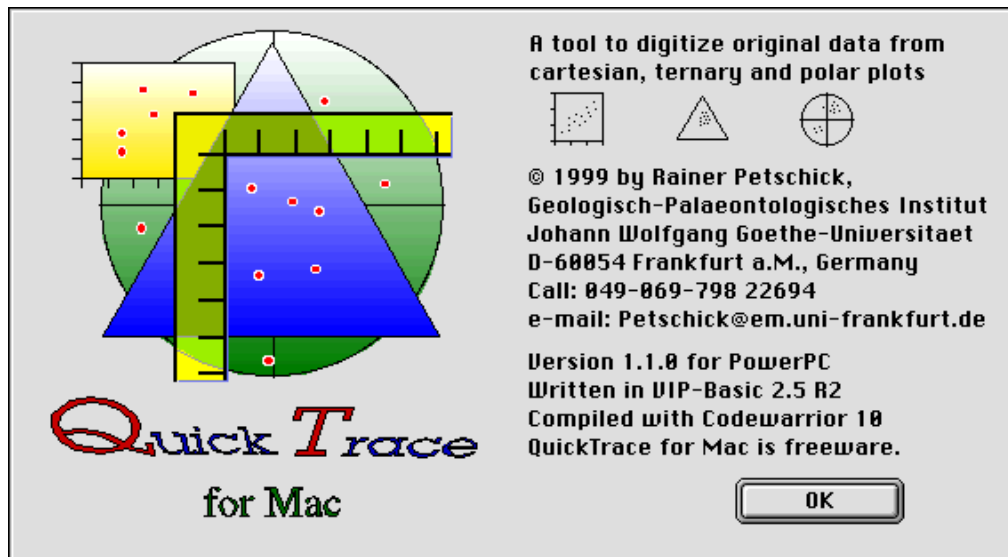 A tool to digitize original data from
cartesian, ternary and polar plots
© 1999 by Rainer Petschick,
Geologisch-Palaeontologisches Institut
Johann Wolfgang Goethe-Universitaet
D-60054 Frankfurt a.M., Germany
Call: 049-069-798 22694
e-mail: Petschick@em.uni-frankfurt.de
Version 1.1.0 for PowerPC
Written in VIP-Basic 2.5 R2
Compiled with Codewarrior 10
QuickTrace for Mac is freeware.
OK
Quick Trace
for Mac